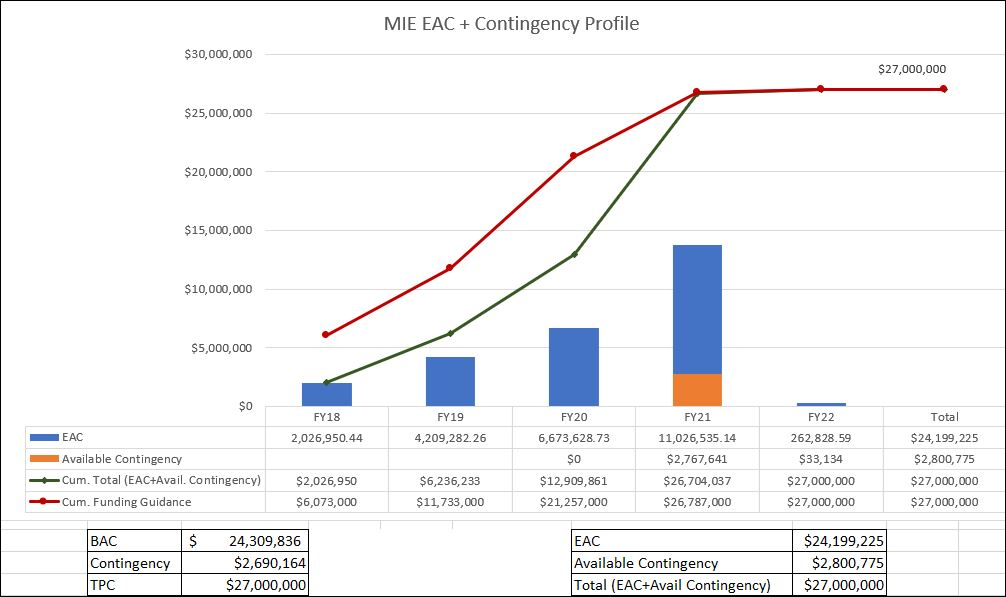 MIE EAC + Contingency Profile
$30,000,000
$27,000,000
$25,000,000
$20,000,000
$15,000,000
$10,000,000
$5,000,000
$0
FY18 FY19 FY20 FY21 FY22 Total
EAC 2,026,950.44 4,209,282.26 6,673,628.73 11,026,535.14 262,828.59 $24,199,225
Available Contingency $0 $2,767,641 $33,134 $2,800,775
Cum. Total (EAC+Avail. Contingency) $2,026,950 $6,236,233 $12,909,861 $26,704,037 $27,000,000 $27,000,000
Cum. Funding Guidance $6,073,000 $11,733,000 $21,257,000 $26,787,000 $27,000,000 $27,000,000
BAC $ 24,309,836 EAC $24,199,225
Contingency $2,690,164 Available Contingency $2,800,775
TPC $27,000,000 Total (EAC+Avail Contingency) $27,000,000